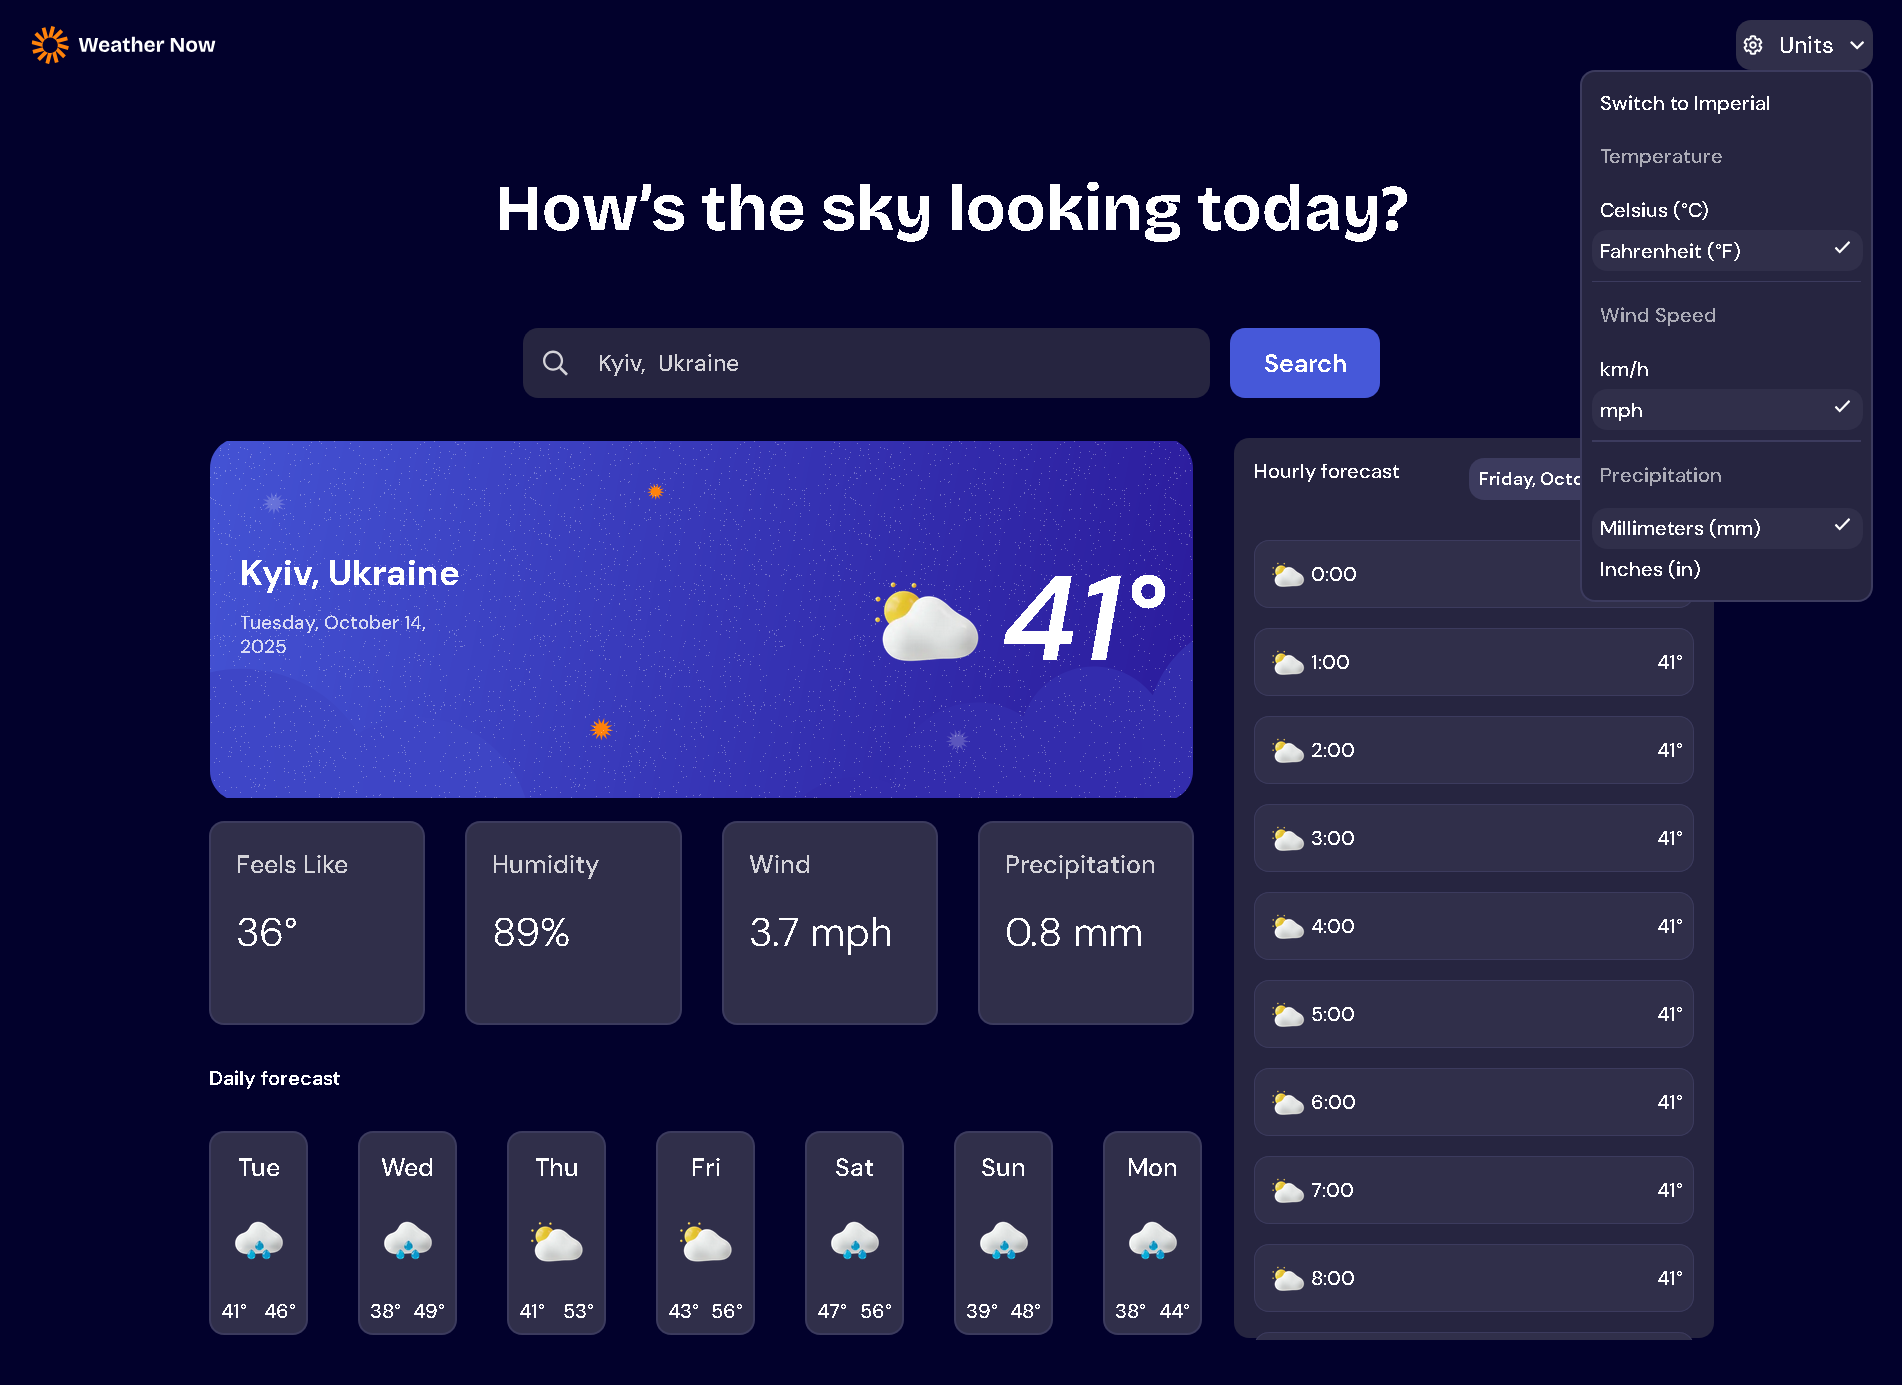 Weather Now
Units
Switch to Imperial
Temperature
Celsius (°C)
Fahrenheit (°F)
Wind Speed
km/h
mph
Precipitation
Millimeters (mm)
Inches (in)
How's the sky looking today?
Kyiv, Ukraine
Search
Kyiv, Ukraine
Tuesday, October 14,
2025
41°
Feels Like
36°
Humidity
89%
Wind
3.7 mph
Precipitation
0.8 mm
Daily forecast
Tue
41° 46°
Wed
38° 49°
Thu
41° 53°
Fri
43° 56°
Sat
47° 56°
Sun
39° 48°
Mon
38° 44°
Hourly forecast
Friday,
0:00
1:00 41°
2:00 41°
3:00 41°
4:00 41°
5:00 41°
6:00 41°
7:00 41°
8:00 41°